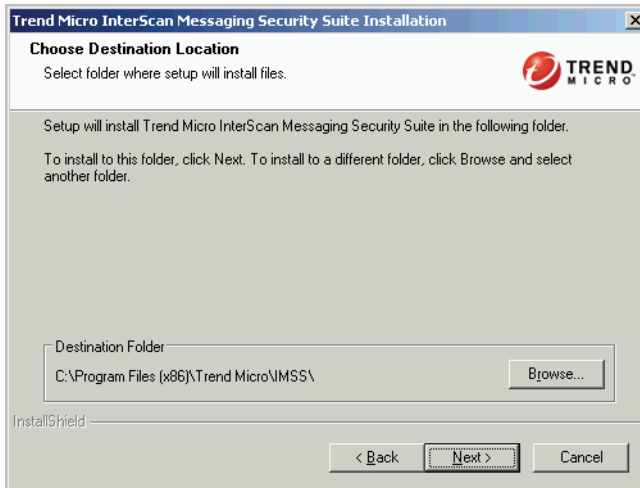 Trend Micro InterScan Messaging Security Suite Installation
Choose Destination Location
Select folder where setup will install files.
TREND
MICRO
Setup will install Trend Micro InterScan Messaging Security Suite in the following folder.
To install to this folder, click Next. To install to a different folder, click Browse and select
another folder.
Destination Folder
C:\Program Files (x86)\Trend Micro\IMSS\
Browse...
InstallShield
< Back
Next >
Cancel